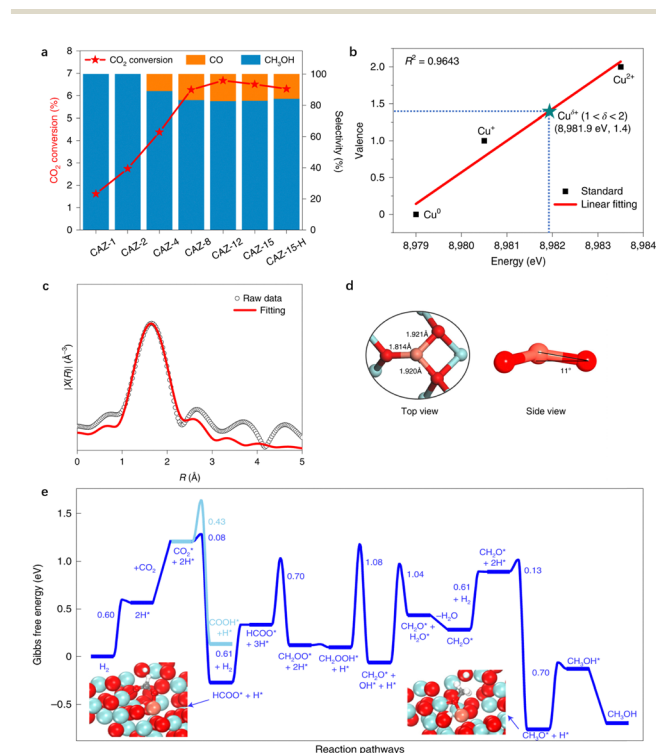 a
CO₂ conversion CO CH₃OH
8
7
6
5
4
3
2
1
0
CO₂ conversion (%)
100
80
60
40
20
0
Selectivity (%)
CAZ-1 CAZ-2 CAZ-4 CAZ-8 CAZ-12 CAZ-15 CAZ-15-H
b
R² = 0.9643
2.0
1.5
1.0
0.5
0
Valence
Cu²⁺
Cu^δ+ (1 < δ < 2)
(8,981.9 eV, 1.4)
Cu⁺
Cu⁰
Standard
Linear fitting
8,979 8,980 8,981 8,982 8,983 8,984
Energy (eV)
c
Raw data
Fitting
|X(R)| (Å⁻³)
0 1 2 3 4 5
R (Å)
d
1.921Å
1.814Å
1.920Å
11°
Top view Side view
e
1.5
1.0
0.5
0
−0.5
Gibbs free energy (eV)
H₂
0.60
2H*
+CO₂
CO₂*
+ 2H*
0.43
0.08
COOH*
+H*
0.61
+ H₂
HCOO* + H*
HCOO*
+ 3H*
0.70
CH₂OO*
+ 2H*
CH₂OOH*
+ H*
1.08
CH₂O* +
OH* + H*
1.04
CH₂O* +
H₂O*
−H₂O
CH₂O*
0.61
+ H₂
CH₂O*
+ 2H*
0.13
CH₃O* + H*
0.70
CH₃OH*
CH₃OH
Reaction pathways